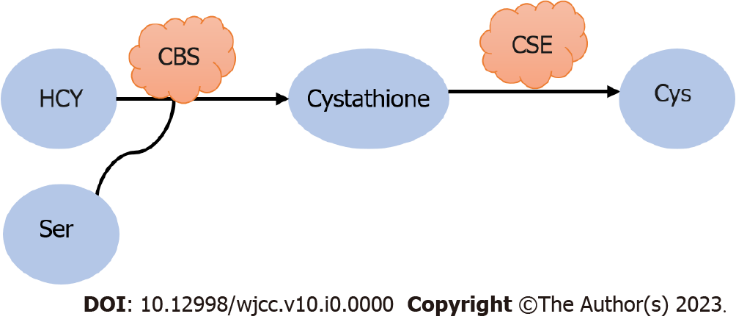 CBS
CSE
HCY
Cystathione
Cys
Ser
DOI: 10.12998/wjcc.v10.i0.0000 Copyright ©The Author(s) 2023.